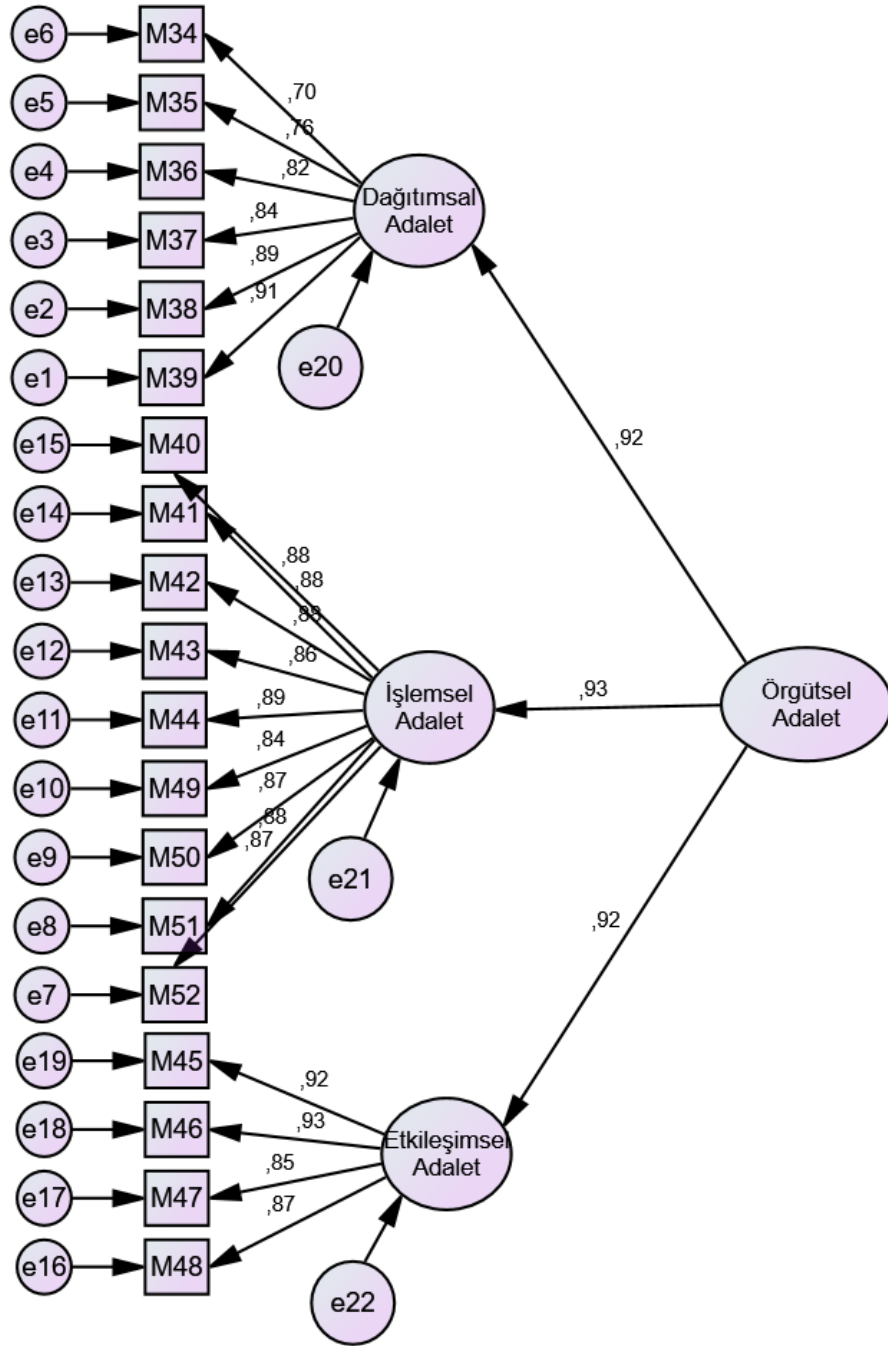 e6
M34
e5
M35
e4
M36
e3
M37
e2
M38
e1
M39
,70
,76
,82
,84
,89
,91
Dağıtımsal
Adalet
e20
,92
e15
M40
e14
M41
e13
M42
e12
M43
e11
M44
e10
M49
e9
M50
e8
M51
e7
M52
,88
,88
,88
,86
,89
,84
,87
,88
,87
İşlemsel
Adalet
e21
,93
Örgütsel
Adalet
,92
e19
M45
e18
M46
e17
M47
e16
M48
,92
,93
,85
,87
Etkileşimsel
Adalet
e22